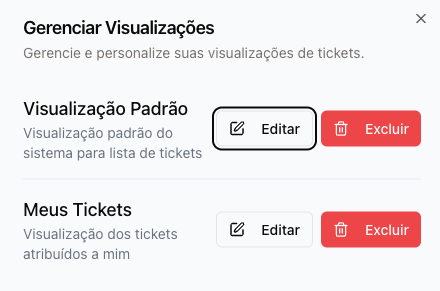 Gerenciar Visualizações
Gerencie e personalize suas visualizações de tickets.
Visualização Padrão
Visualização padrão do
sistema para lista de tickets
Editar
Excluir
Meus Tickets
Visualização dos tickets
atribuídos a mim
Editar
Excluir